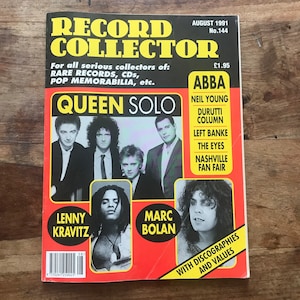 RECORD
COLLECTOR
AUGUST 1991
No.144
£1.95
For all serious collectors of:
RARE RECORDS, CDs,
POP MEMORABILIA, etc.
QUEEN SOLO
ABBA
NEIL YOUNG
DURUTTI
COLUMN
LEFT BANKE
THE EYES
NASHVILLE
FAN FAIR
LENNY
KRAVITZ
MARC
BOLAN
WITH DISCOGRAPHIES
AND VALUES